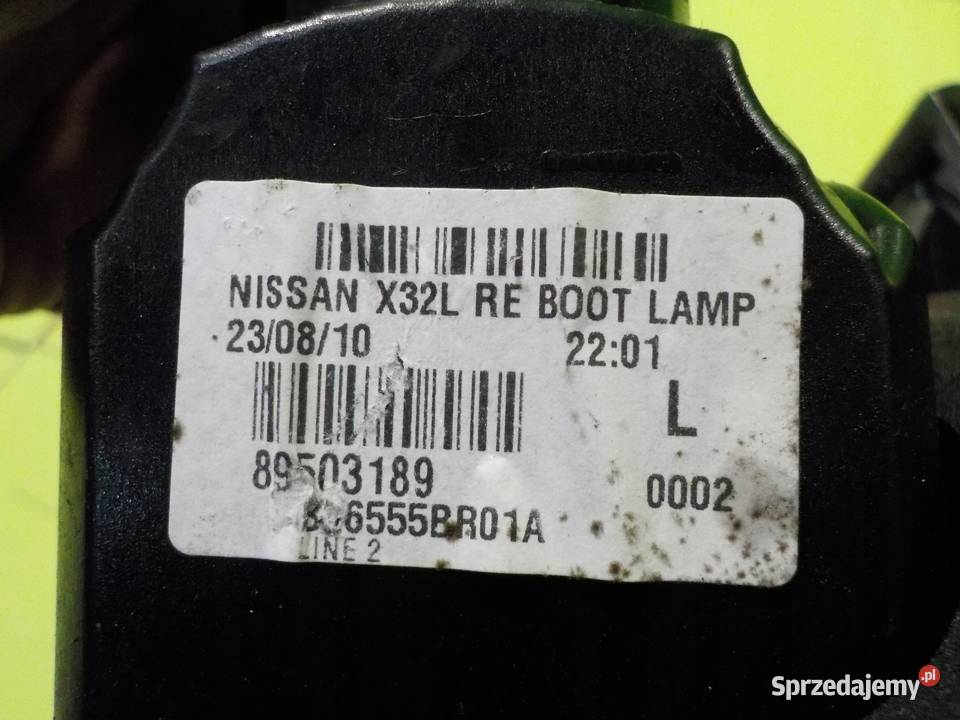 NISSAN X32L RE BOOT LAMP
23/08/10 22:01
L
89503189
0002
LINE 2
Sprzedajemy.pl